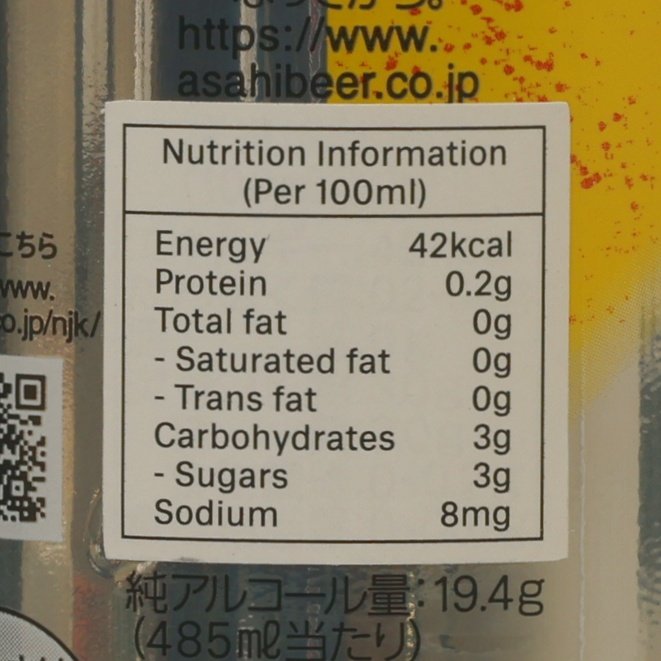 https://www.
asahibeer.co.jp
Nutrition Information
(Per 100ml)
Energy 42kcal
Protein 0.2g
Total fat 0g
- Saturated fat 0g
- Trans fat 0g
Carbohydrates 3g
- Sugars 3g
Sodium 8mg
こちら
www.
o.jp/njk/
純アルコール量:19.4g
(485ml当たり)